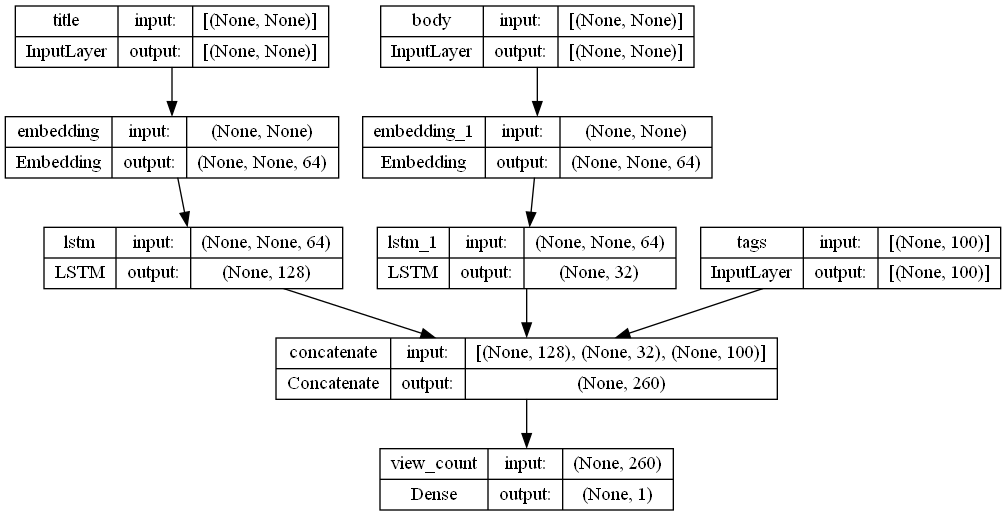 title input: [(None, None)]
InputLayer output: [(None, None)]
body input: [(None, None)]
InputLayer output: [(None, None)]
embedding input: (None, None)
Embedding output: (None, None, 64)
embedding_1 input: (None, None)
Embedding output: (None, None, 64)
lstm input: (None, None, 64)
LSTM output: (None, 128)
lstm_1 input: (None, None, 64)
LSTM output: (None, 32)
tags input: [(None, 100)]
InputLayer output: [(None, 100)]
concatenate input: [(None, 128), (None, 32), (None, 100)]
Concatenate output: (None, 260)
view_count input: (None, 260)
Dense output: (None, 1)